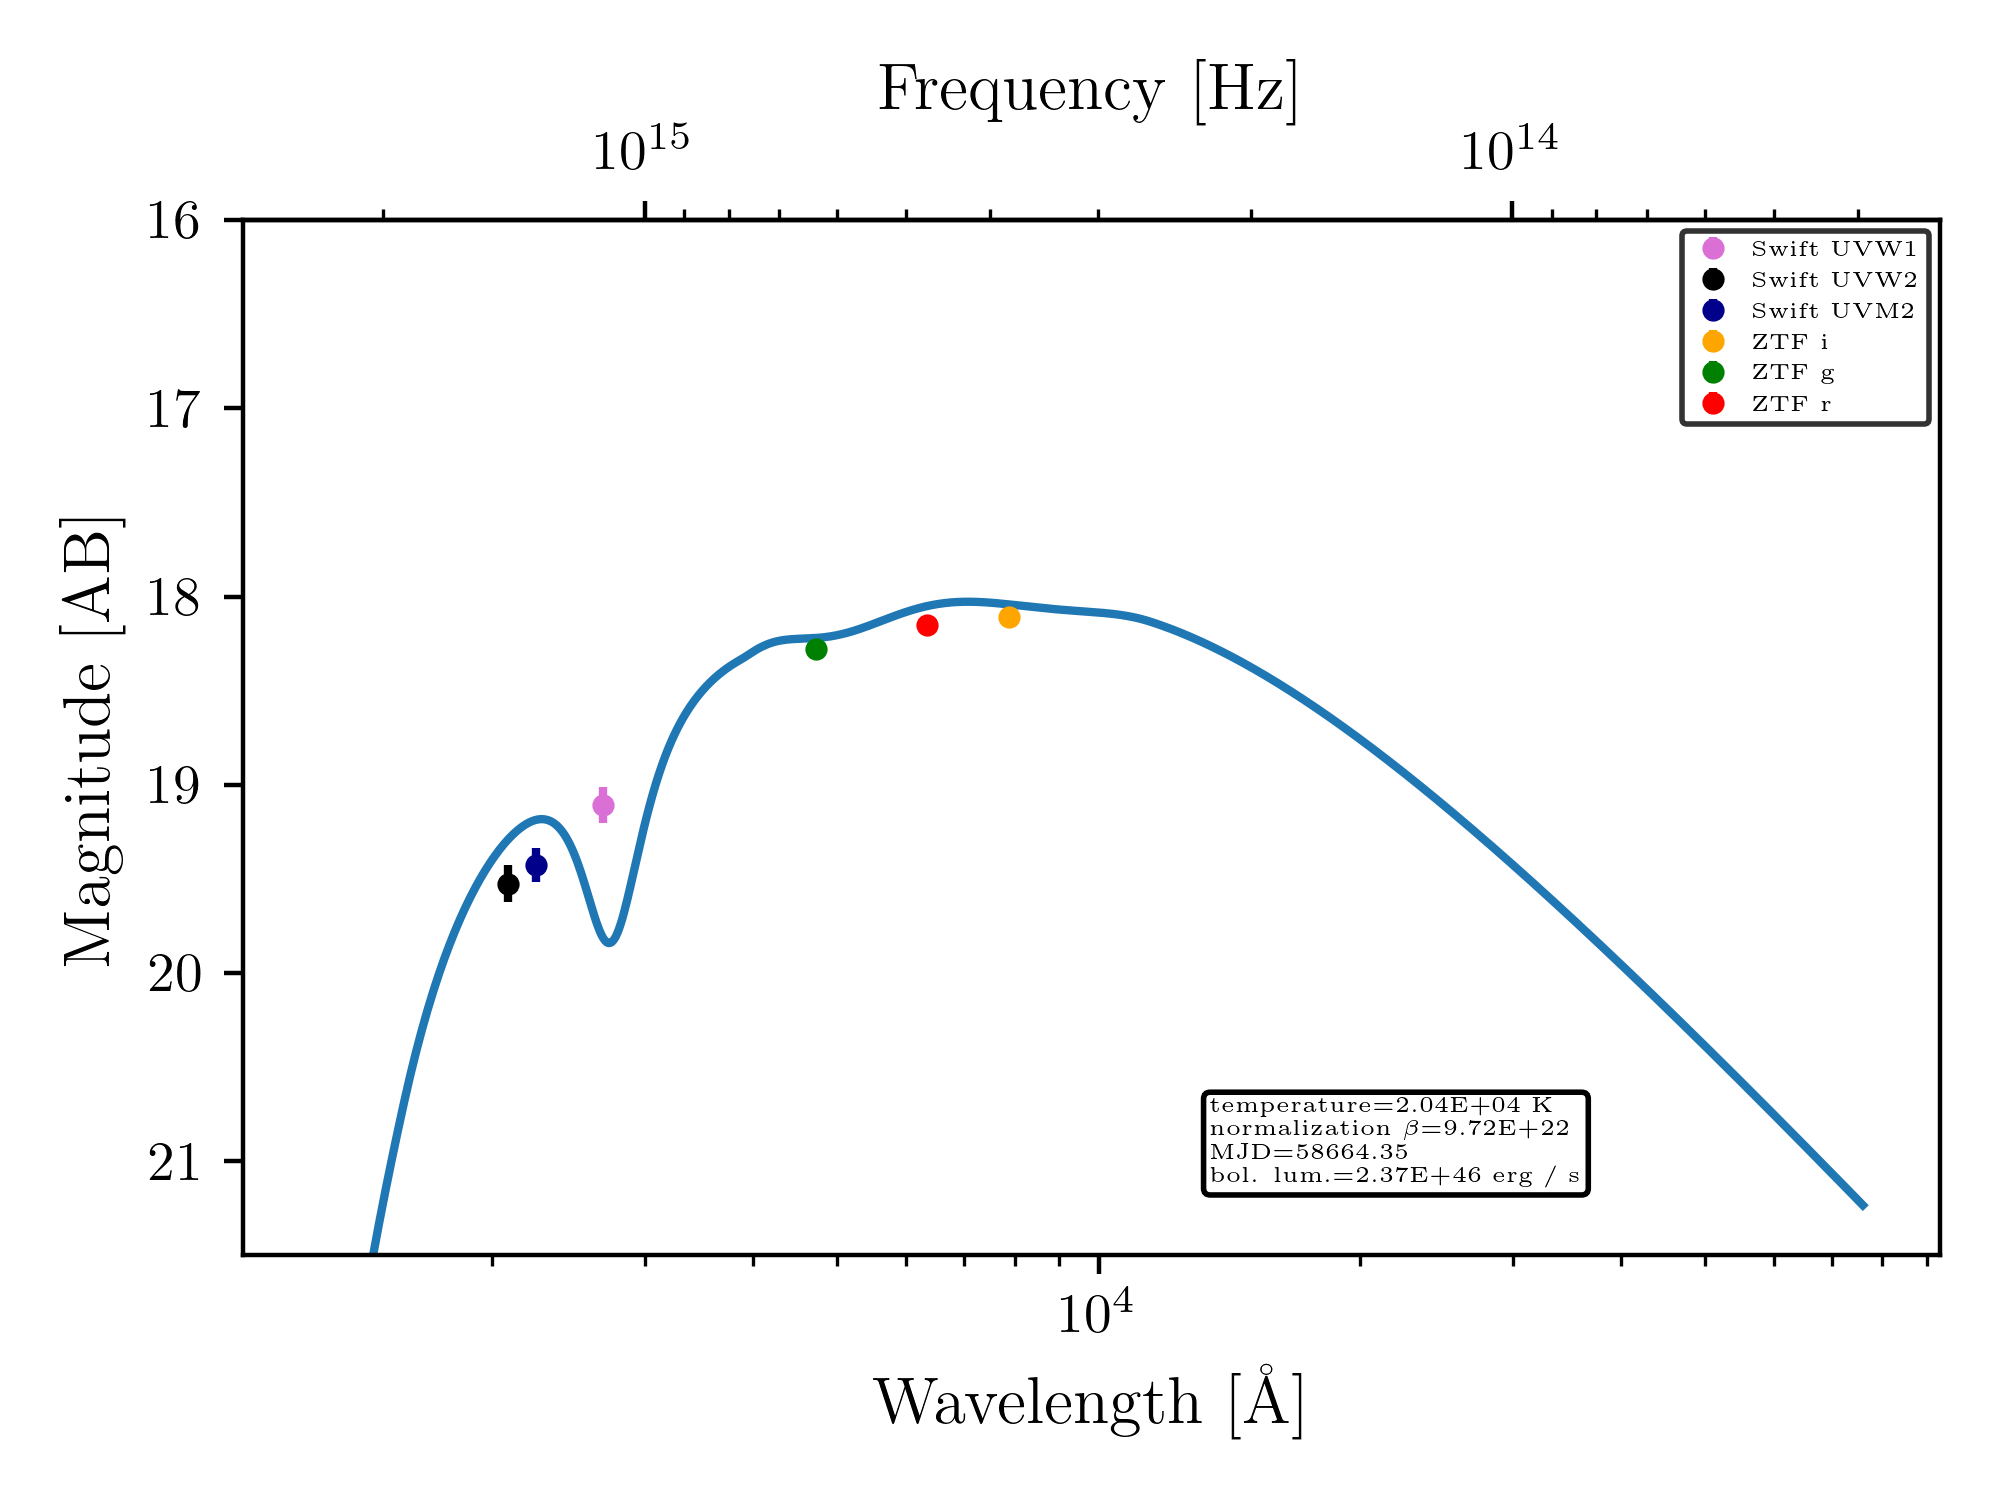 Frequency [Hz]
10^15 10^14
16
17
18
19
20
21
Magnitude [AB]
Swift UVW1
Swift UVW2
Swift UVM2
ZTF i
ZTF g
ZTF r
temperature=2.04E+04 K
normalization β=9.72E+22
MJD=58664.35
bol. lum.=2.37E+46 erg / s
10^4
Wavelength [Å]